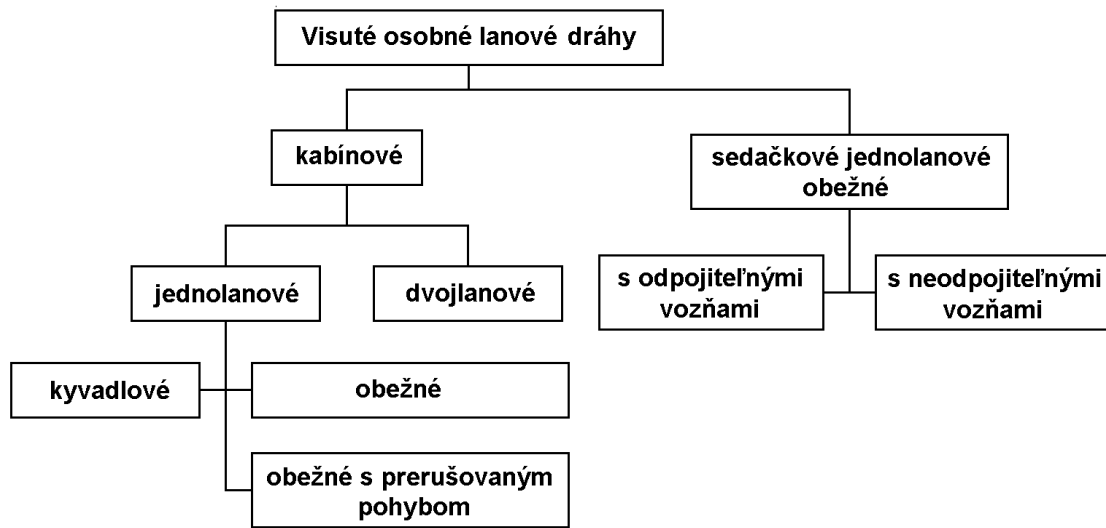 Visuté osobné lanové dráhy
kabínové
sedačkové jednolanové
obežné
jednolanové
dvojlanové
s odpojiteľnými
vozňami
s neodpojiteľnými
vozňami
kyvadlové
obežné
obežné s prerušovaným
pohybom